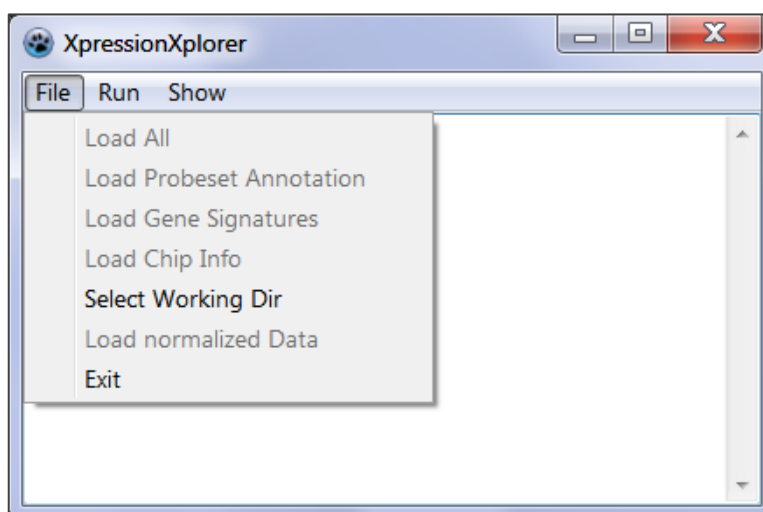 XpressionXplorer
File Run Show
Load All
Load Probeset Annotation
Load Gene Signatures
Load Chip Info
Select Working Dir
Load normalized Data
Exit